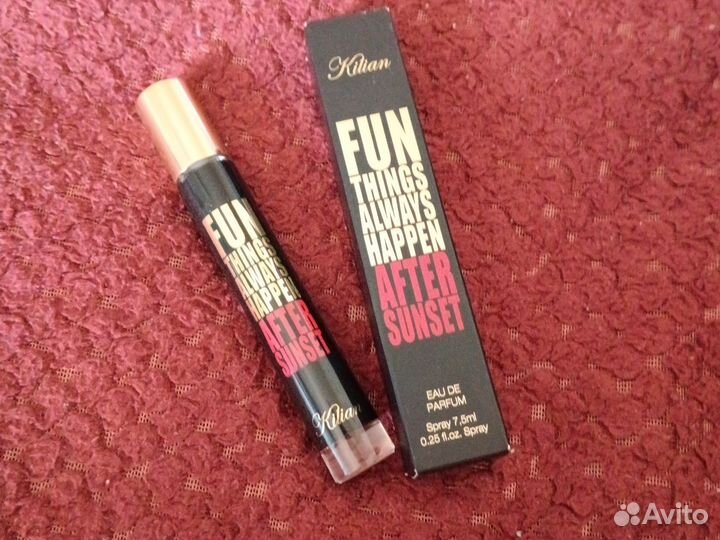 FUN
THINGS
ALWAYS
HAPPEN
AFTER
SUNSET
Kilian
Kilian
FUN
THINGS
ALWAYS
HAPPEN
AFTER
SUNSET
EAU DE
PARFUM
Spray 7,5ml
0.25 fl.oz. Spray
Avito